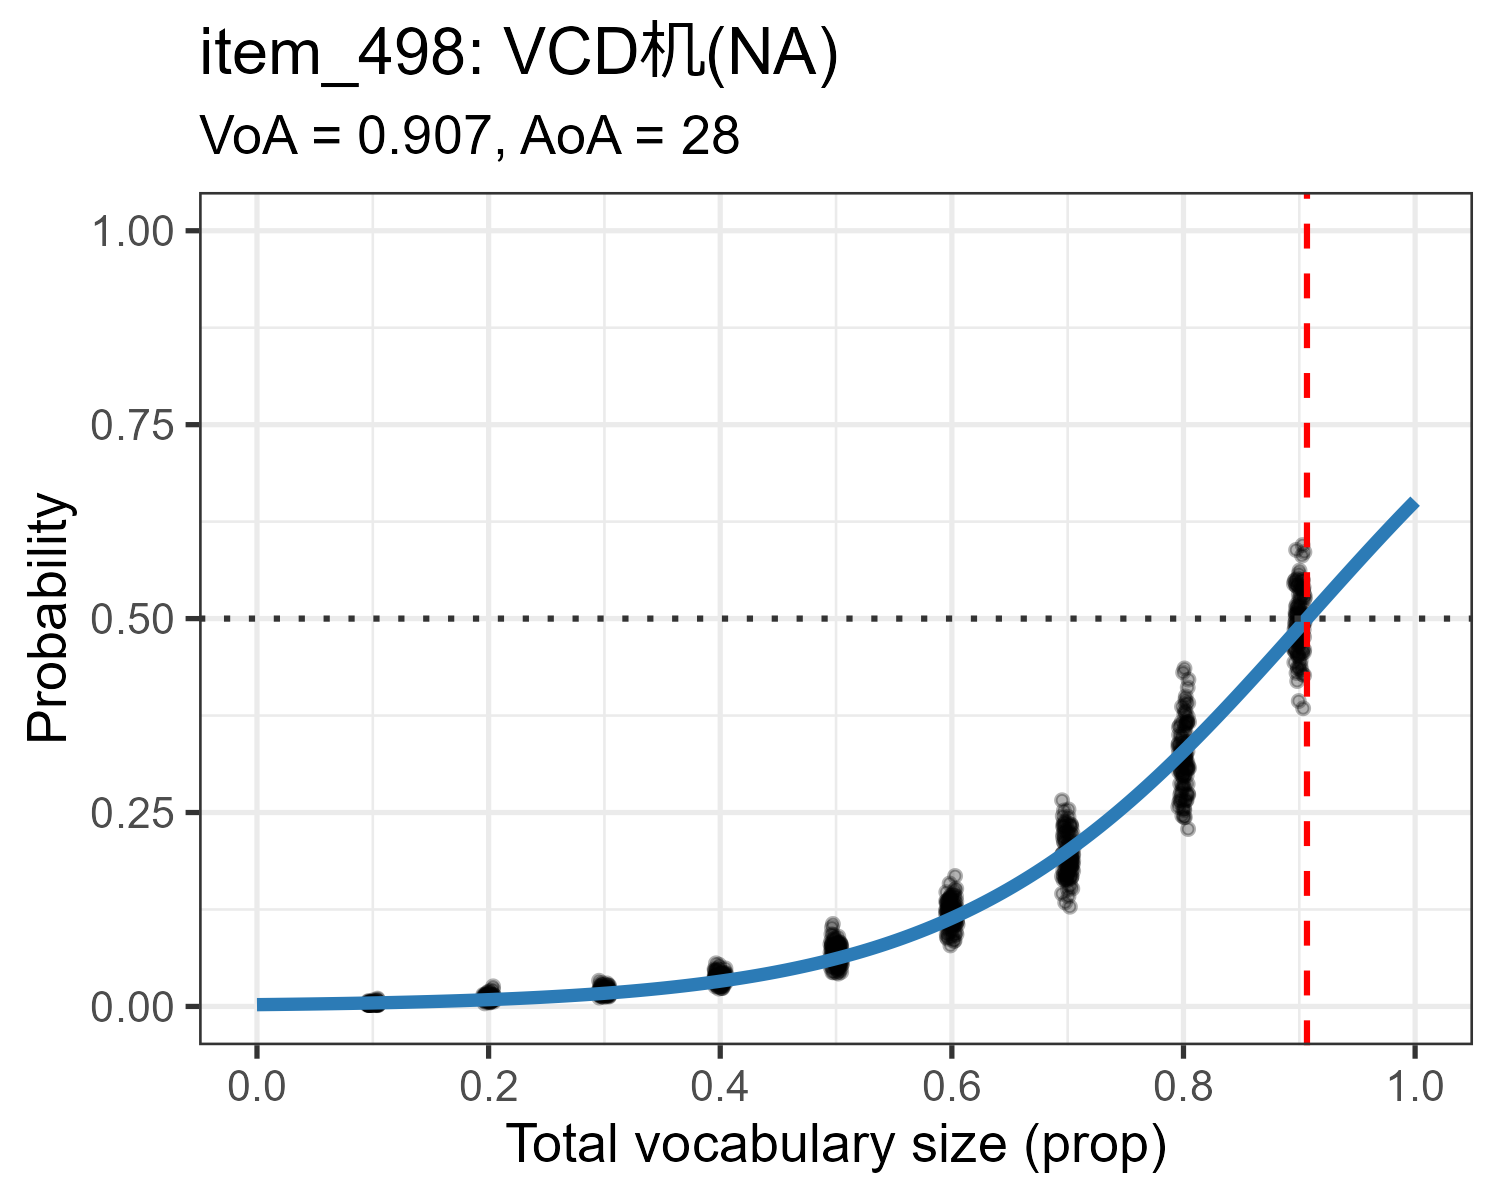 item_498: VCD机(NA)
VoA = 0.907, AoA = 28
1.00
0.75
0.50
0.25
0.00
Probability
0.0 0.2 0.4 0.6 0.8 1.0
Total vocabulary size (prop)